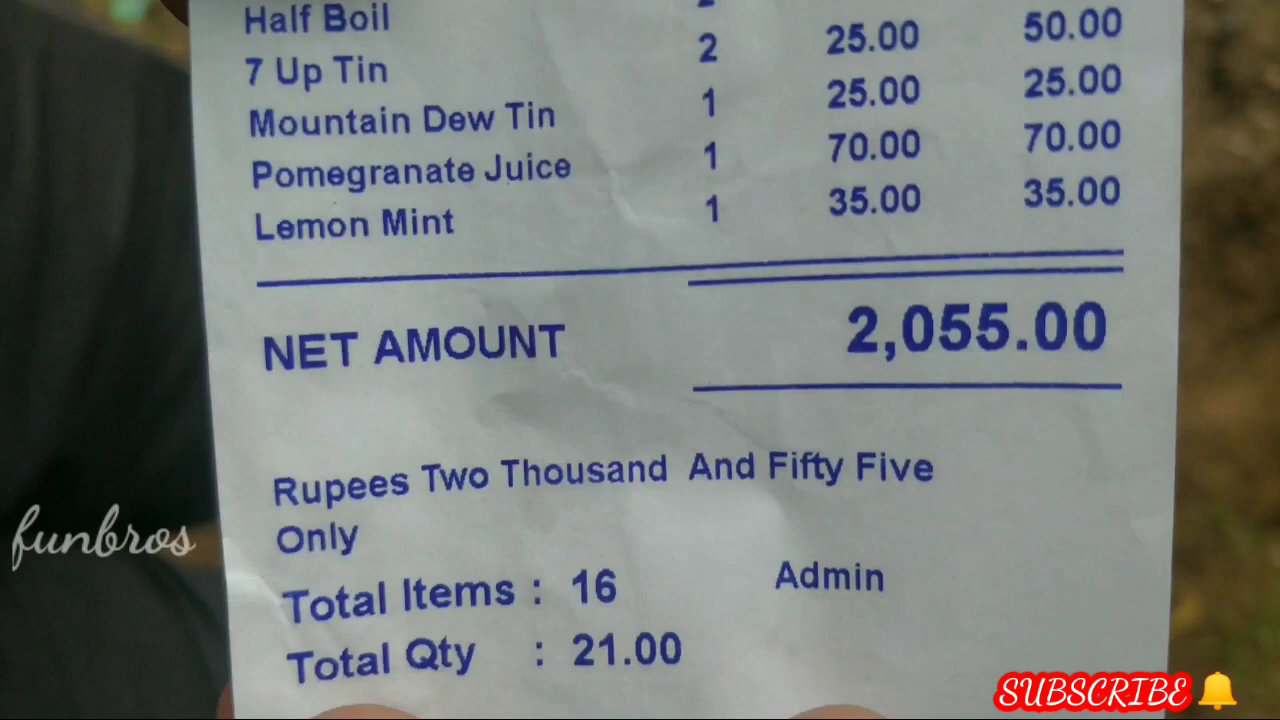 Half Boil
7 Up Tin 2 25.00 50.00
Mountain Dew Tin 1 25.00 25.00
Pomegranate Juice 1 70.00 70.00
Lemon Mint 1 35.00 35.00
NET AMOUNT 2,055.00
Rupees Two Thousand And Fifty Five
Only
Total Items : 16 Admin
Total Qty : 21.00
funbros
SUBSCRIBE